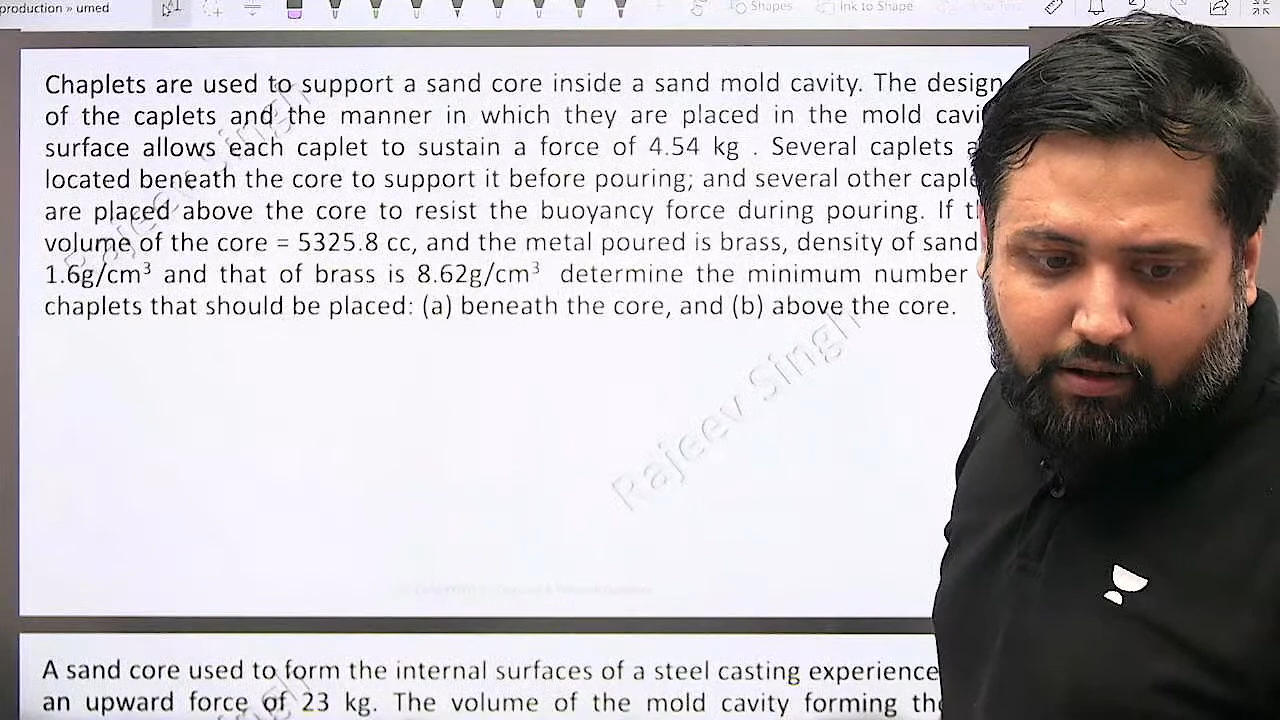 production » umed
Shapes
Ink to Shape
Chaplets are used to support a sand core inside a sand mold cavity. The design
of the caplets and the manner in which they are placed in the mold cavi
surface allows each caplet to sustain a force of 4.54 kg . Several caplets a
located beneath the core to support it before pouring; and several other caple
are placed above the core to resist the buoyancy force during pouring. If t
volume of the core = 5325.8 cc, and the metal poured is brass, density of sand
1.6g/cm³ and that of brass is 8.62g/cm³ determine the minimum number
chaplets that should be placed: (a) beneath the core, and (b) above the core.
Rajeev Singh
Rajeev Singh
A sand core used to form the internal surfaces of a steel casting experience
an upward force of 23 kg. The volume of the mold cavity forming the